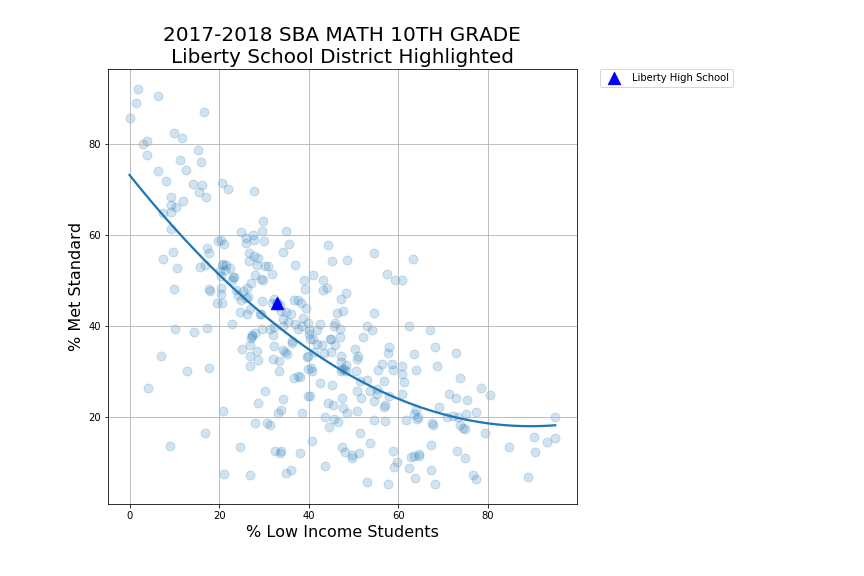 2017-2018 SBA MATH 10TH GRADE
Liberty School District Highlighted
Liberty High School
% Met Standard
80
60
40
20
0
20
40
60
80
% Low Income Students